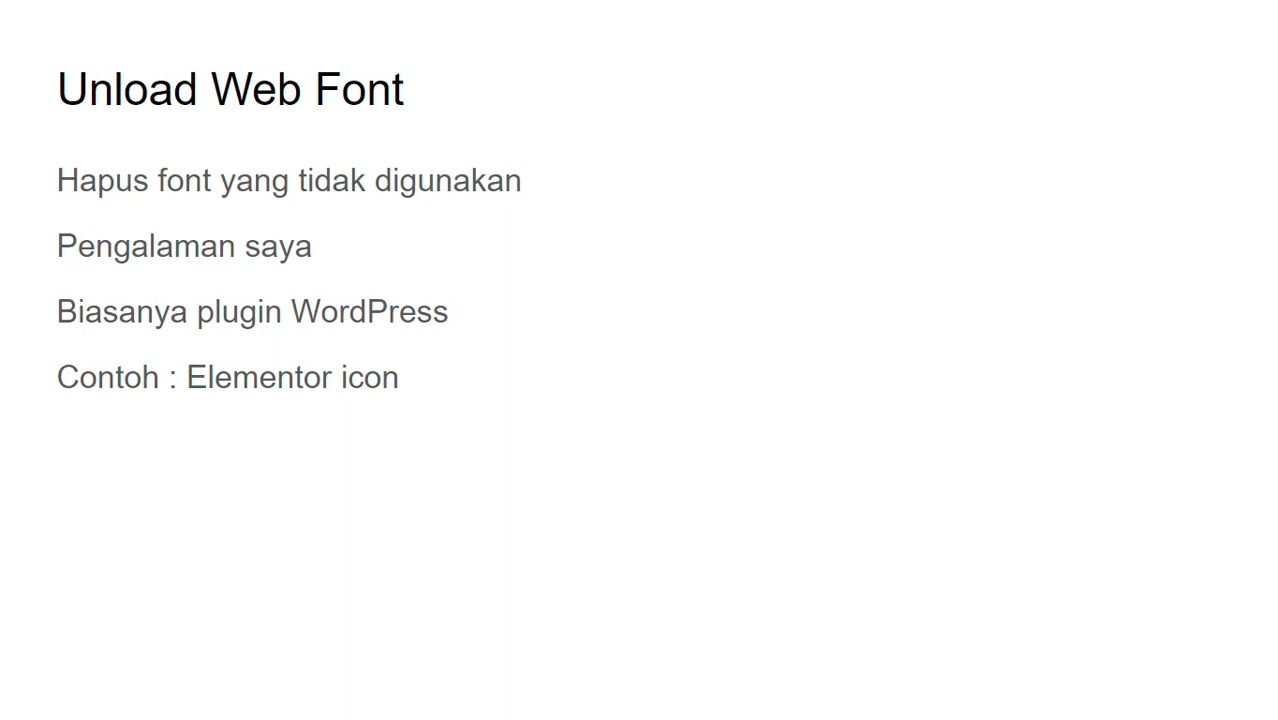 Unload Web Font
Hapus font yang tidak digunakan
Pengalaman saya
Biasanya plugin WordPress
Contoh : Elementor icon